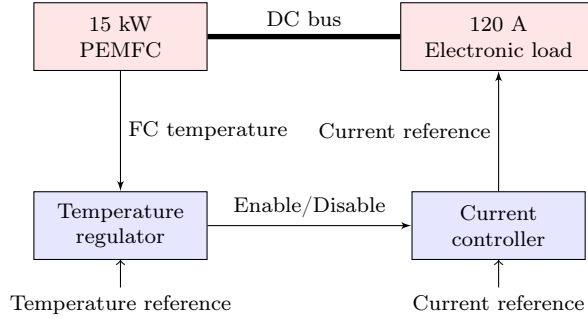 15 kW
PEMFC
DC bus
120 A
Electronic load
FC temperature
Current reference
Temperature
regulator
Enable/Disable
Current
controller
Temperature reference
Current reference